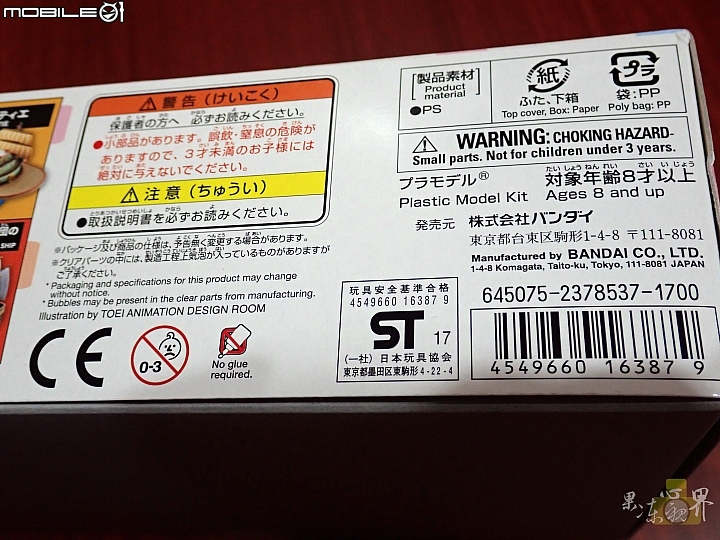 MOBILE01
ティエ
団の
SHIP
⚠ 警告（けいこく）
保護者の方へ 必ずお読みください。
●小部品があります。誤飲・窒息の危険が
ありますので、3才未満のお子様には
絶対に与えないでください。
⚠ 注意（ちゅうい）
●取扱説明書を必ずお読みください。
※パッケージ及び商品の仕様は、予告無く変更する場合があります。
※クリアパーツの中には、製造工程上気泡が入っているものがありますが
ご了承ください。
* Packaging and specifications for this product may change
without notice.
* Bubbles may be present in the clear parts from manufacturing.
Illustration by TOEI ANIMATION DESIGN ROOM
CE
0-3
No glue
required.
[製品素材]
Product
material
●PS
紙
ふた、下箱
Top cover, Box: Paper
プラ
袋:PP
Poly bag: PP
⚠ WARNING: CHOKING HAZARD-
Small parts. Not for children under 3 years.
プラモデル® 対象年齢8才以上
Plastic Model Kit Ages 8 and up
発売元 株式会社バンダイ
東京都台東区駒形1-4-8 〒111-8081
Manufactured by BANDAI CO., LTD.
1-4-8 Komagata, Taito-ku, Tokyo, 111-8081 JAPAN
玩具安全基準合格
4549660 16387 9
ST 17
(一社) 日本玩具協会
東京都墨田区東駒形4-22-4
645075-2378537-1700
4549660 163879
果凍視界